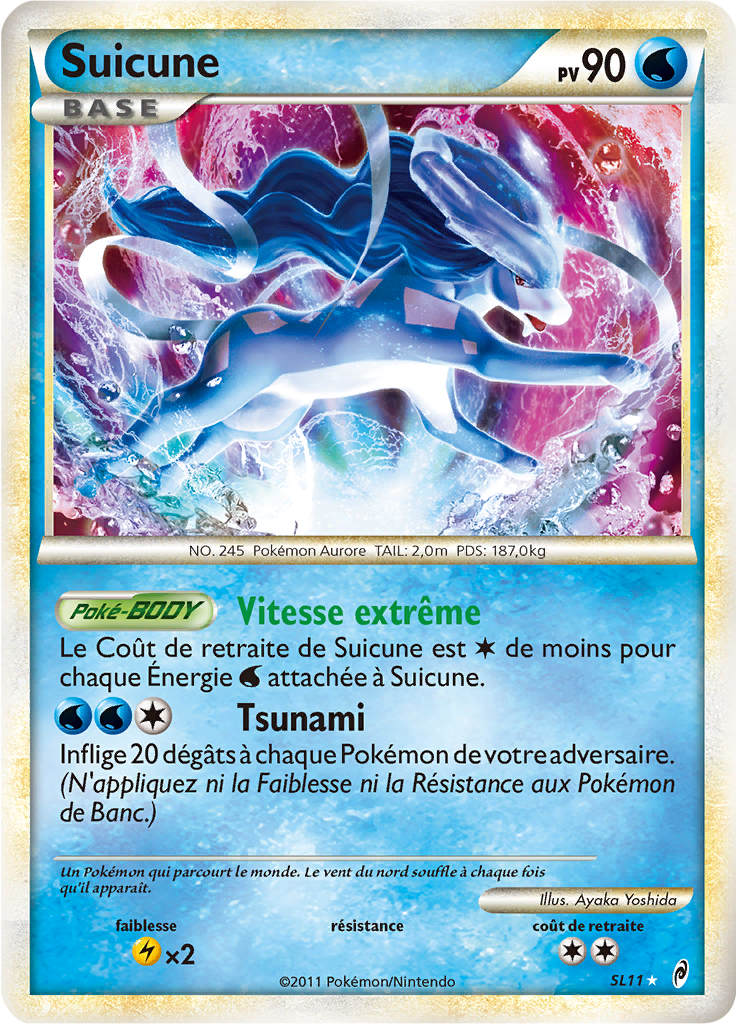 Suicune
PV 90
BASE
NO. 245 Pokémon Aurore TAIL: 2,0m PDS: 187,0kg
Poké-BODY Vitesse extrême
Le Coût de retraite de Suicune est de moins pour
chaque Énergie attachée à Suicune.
Tsunami
Inflige 20 dégâts à chaque Pokémon de votre adversaire.
(N'appliquez ni la Faiblesse ni la Résistance aux Pokémon
de Banc.)
Un Pokémon qui parcourt le monde. Le vent du nord souffle à chaque fois
qu'il apparaît.
Illus. Ayaka Yoshida
faiblesse résistance coût de retraite
×2
©2011 Pokémon/Nintendo SL11